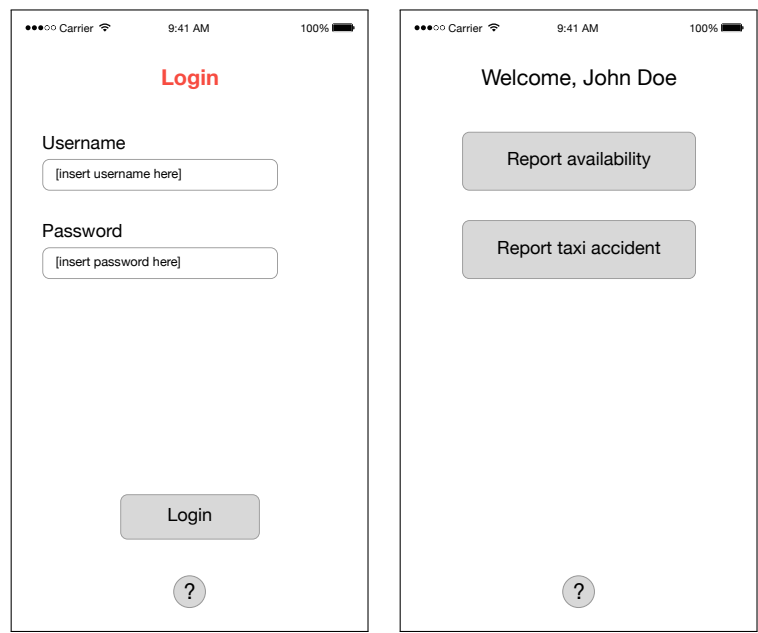 ●●●○○ Carrier 9:41 AM 100%
Login
Username
[insert username here]
Password
[insert password here]
Login
?
●●●○○ Carrier 9:41 AM 100%
Welcome, John Doe
Report availability
Report taxi accident
?